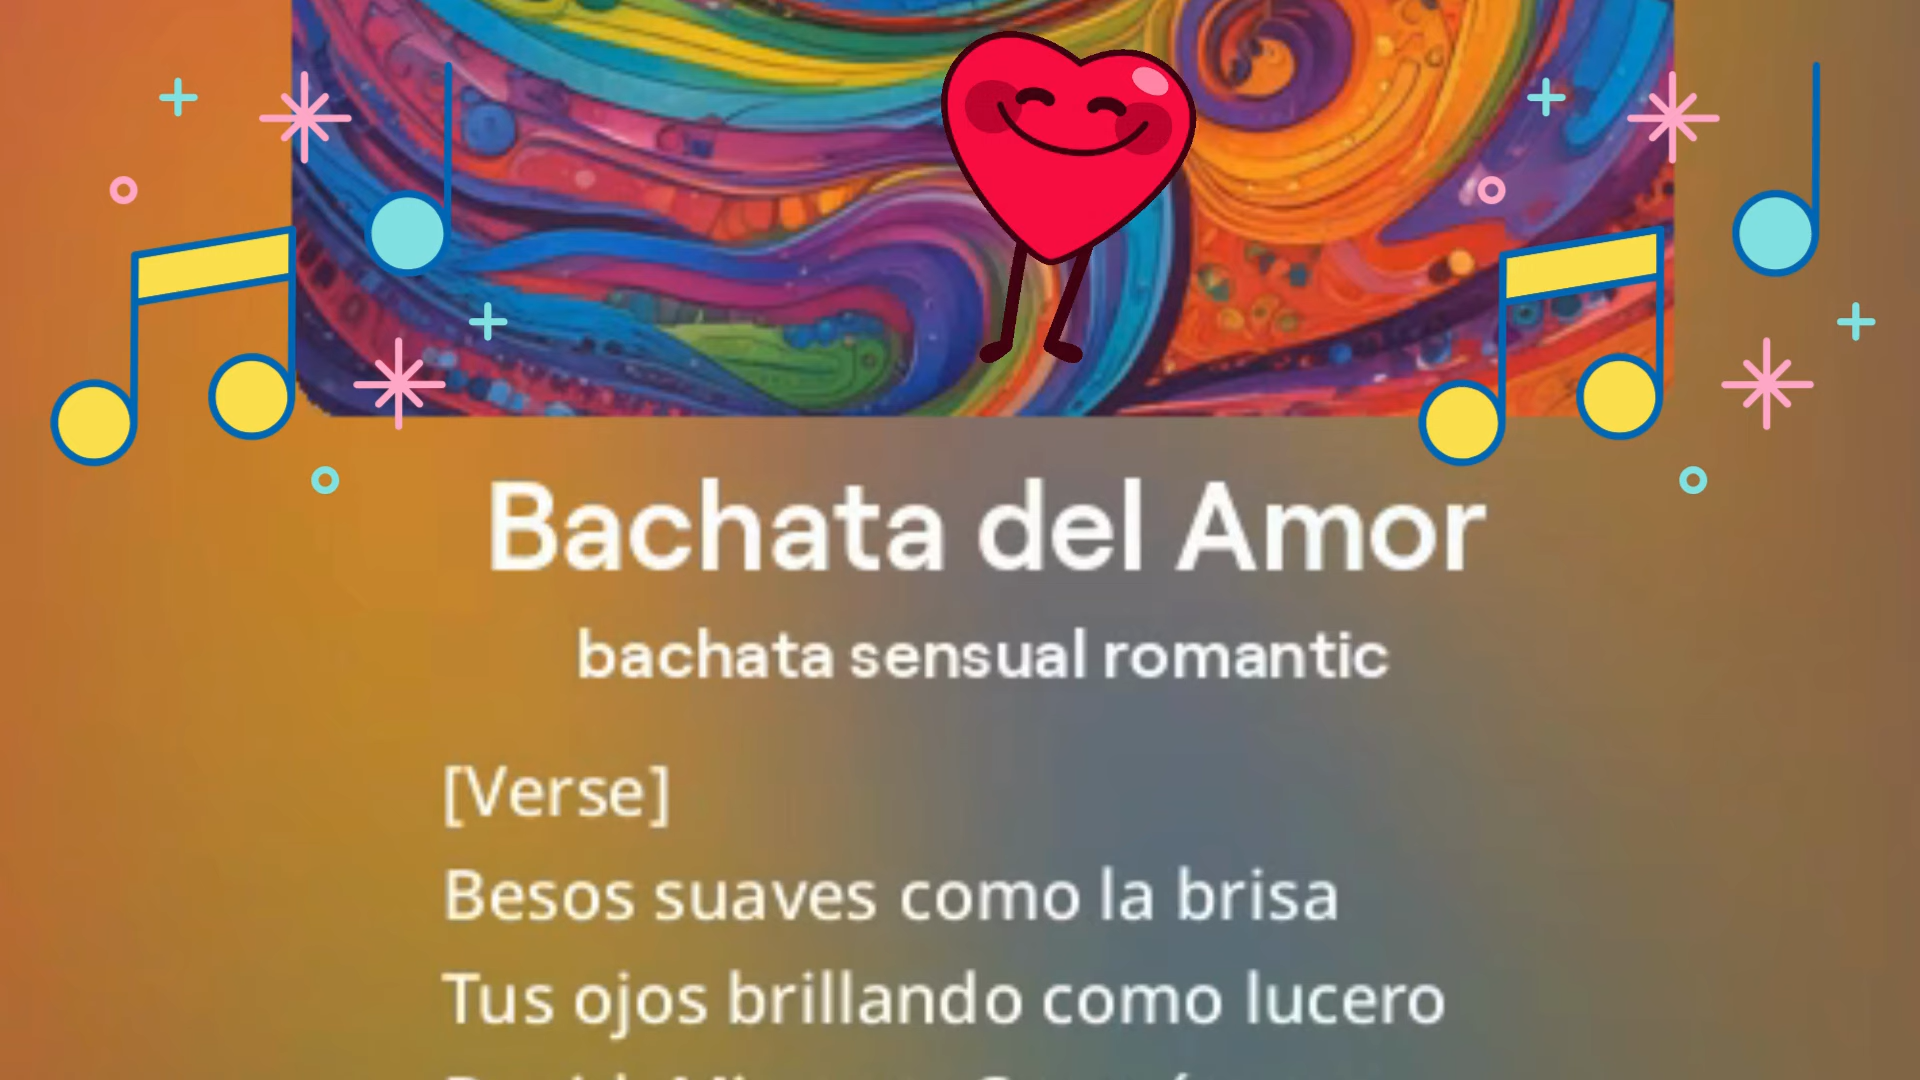 Bachata del Amor
bachata sensual romantic
[Verse]
Besos suaves como la brisa
Tus ojos brillando como lucero